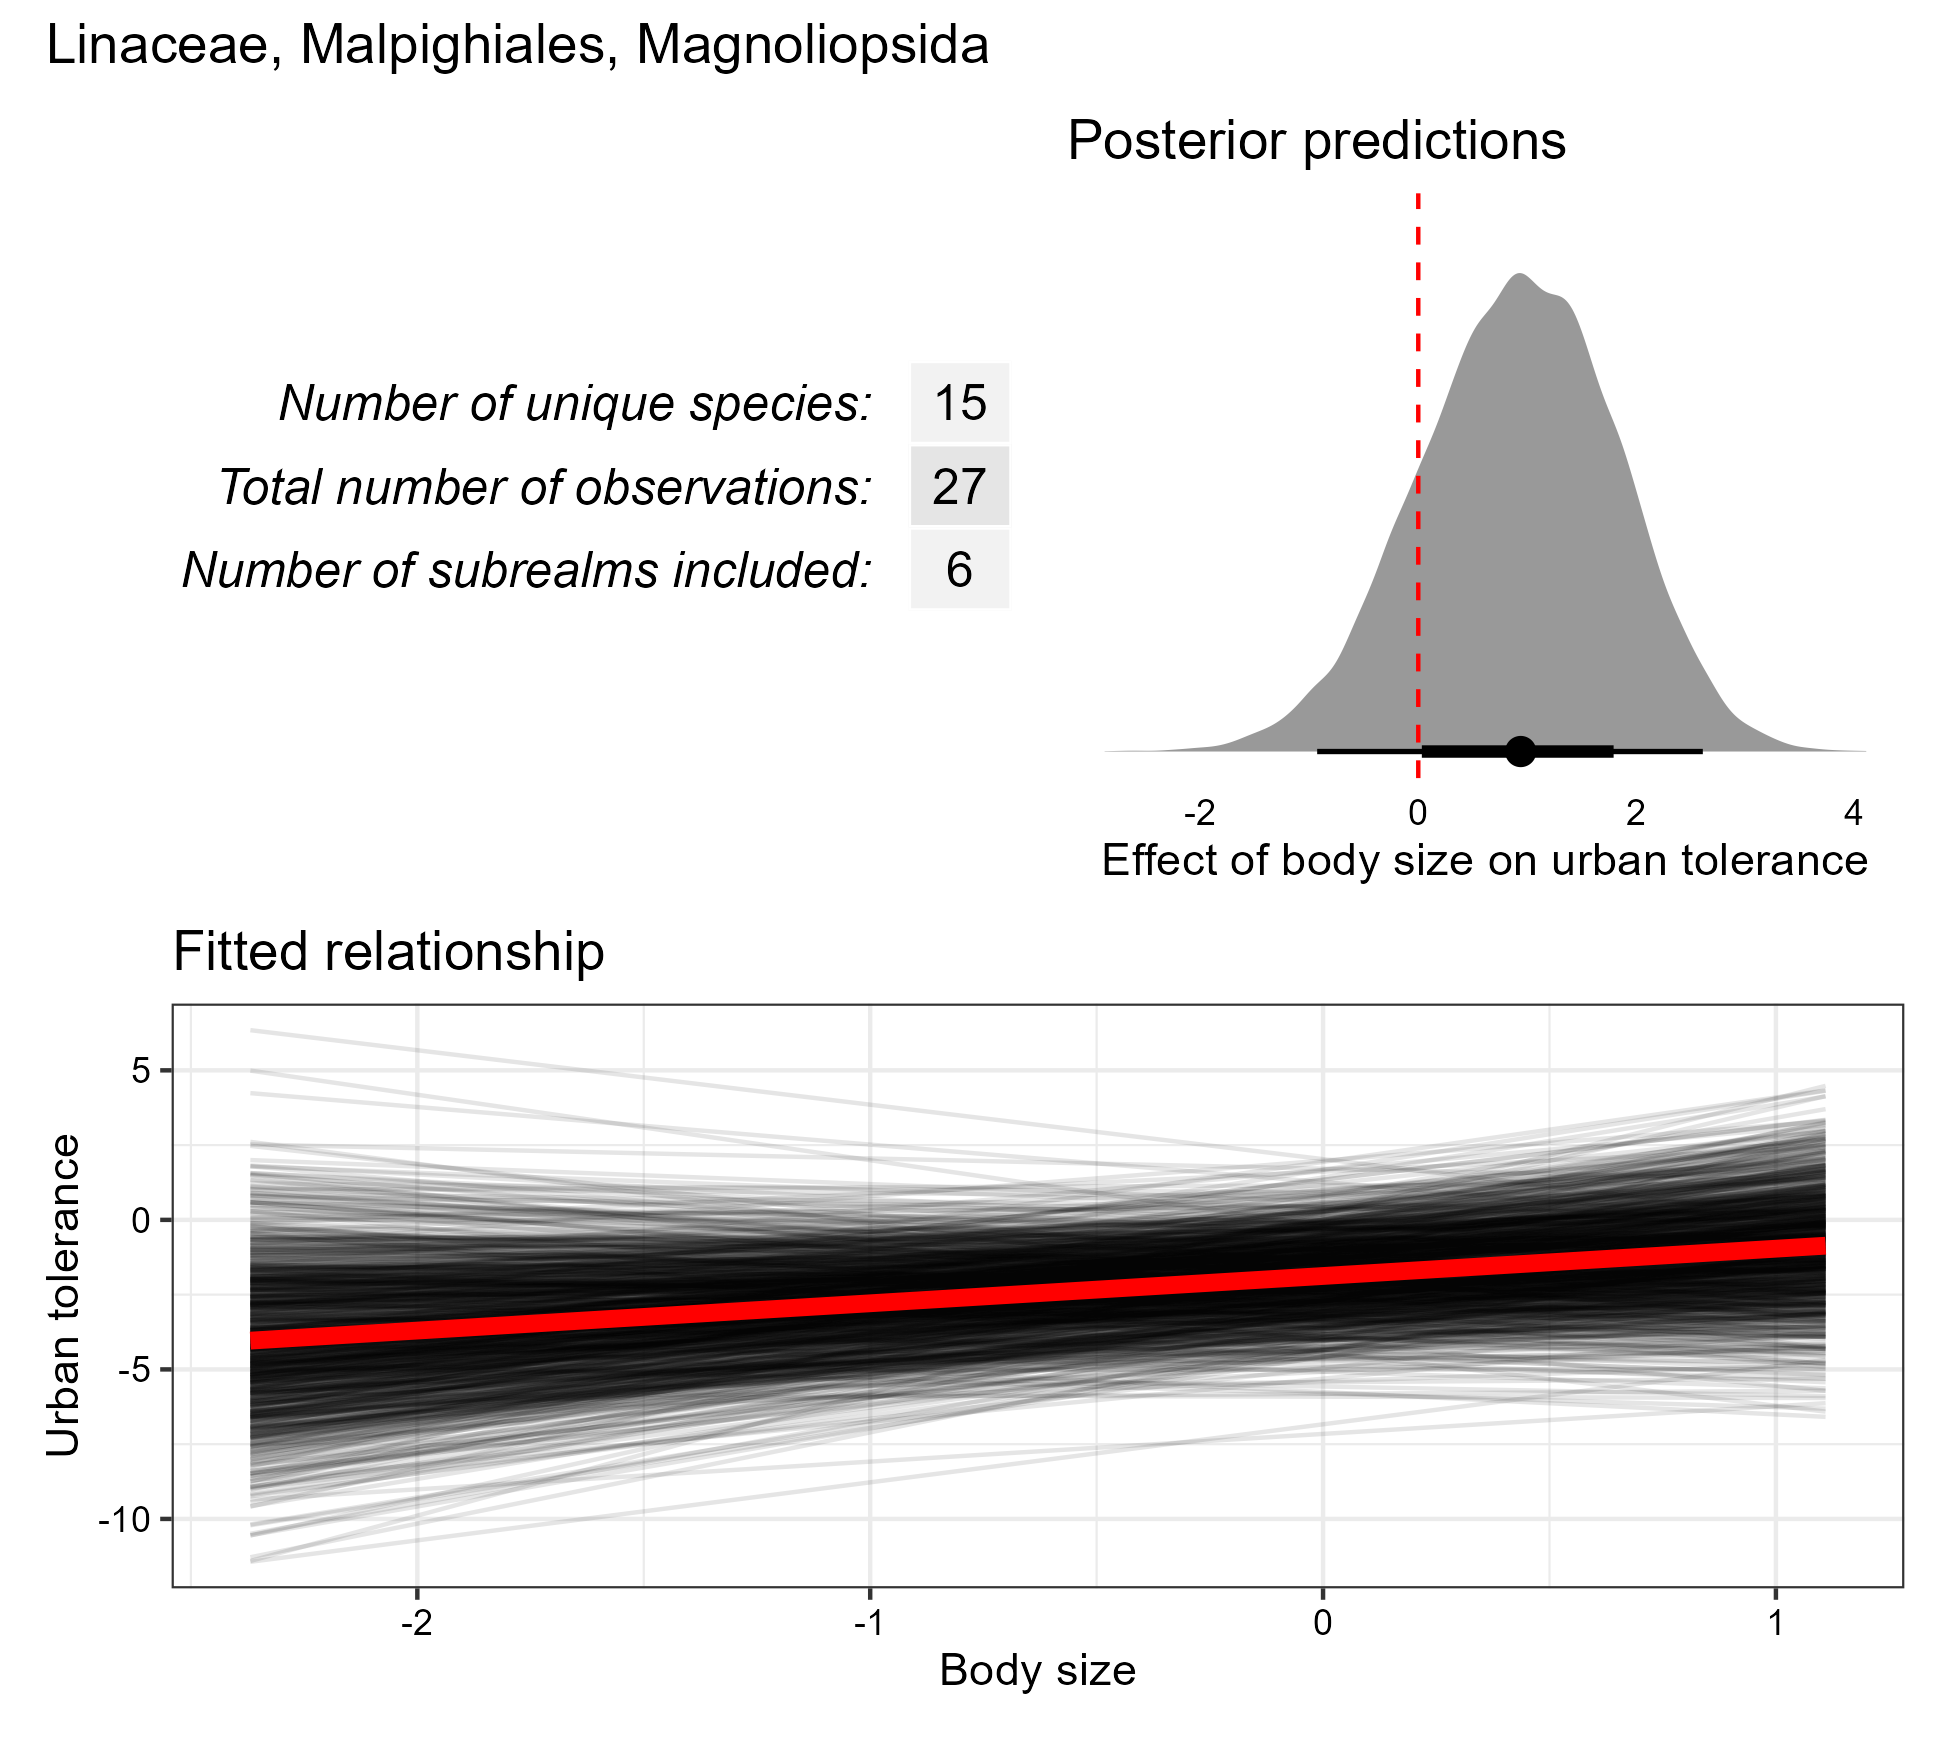 Linaceae, Malpighiales, Magnoliopsida
Posterior predictions
Number of unique species: 15
Total number of observations: 27
Number of subrealms included: 6
-2 0 2 4
Effect of body size on urban tolerance
Fitted relationship
5
0
-5
-10
Urban tolerance
-2 -1 0 1
Body size